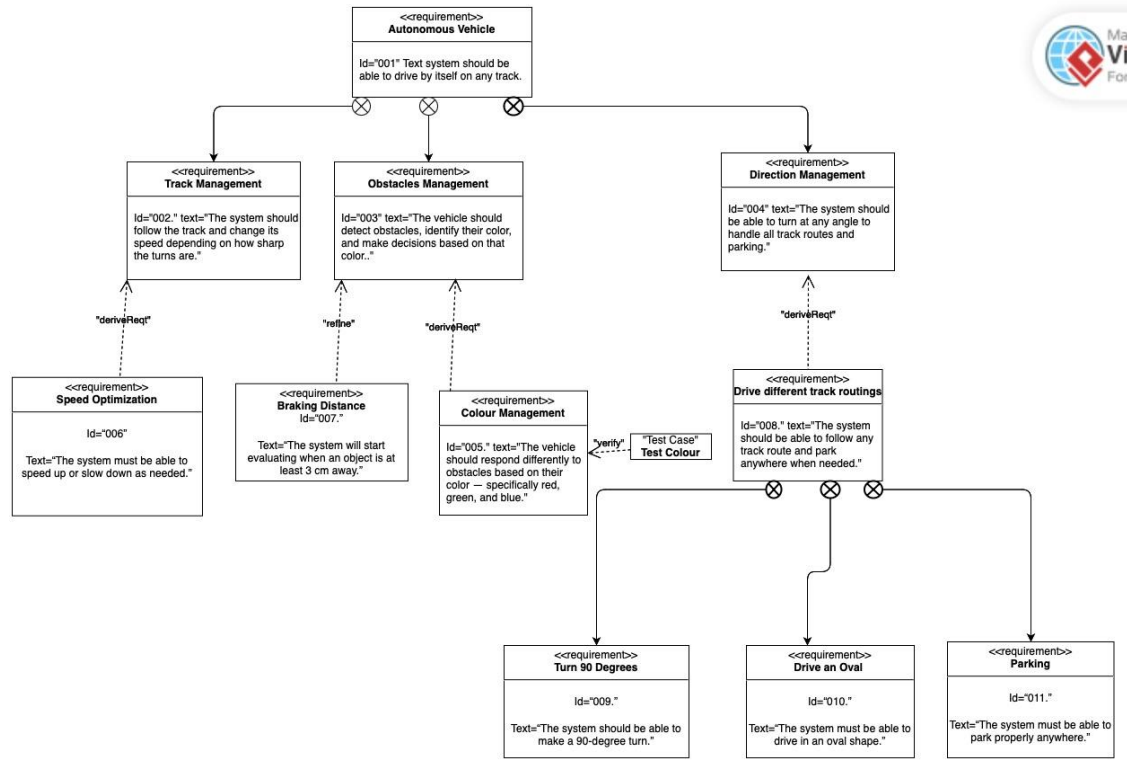 <<requirement>>
Autonomous Vehicle
Id="001" Text system should be
able to drive by itself on any track.
Ma
Vi
For
<<requirement>>
Track Management
Id="002." text="The system should
follow the track and change its
speed depending on how sharp
the turns are."
<<requirement>>
Obstacles Management
Id="003" text="The vehicle should
detect obstacles, identify their color,
and make decisions based on that
color.."
<<requirement>>
Direction Management
Id="004" text="The system should
be able to turn at any angle to
handle all track routes and
parking."
"deriveReqt"
"refine"
"deriveReqt"
"deriveReqt"
<<requirement>>
Speed Optimization
Id="006"
Text="The system must be able to
speed up or slow down as needed."
<<requirement>>
Braking Distance
Id="007."
Text="The system will start
evaluating when an object is at
least 3 cm away."
<<requirement>>
Colour Management
Id="005." text="The vehicle
should respond differently to
obstacles based on their
color — specifically red,
green, and blue."
"verify"
"Test Case"
Test Colour
<<requirement>>
Drive different track routings
Id="008." text="The system
should be able to follow any
track route and park
anywhere when needed."
<<requirement>>
Turn 90 Degrees
Id="009."
Text="The system should be able to
make a 90-degree turn."
<<requirement>>
Drive an Oval
Id="010."
Text="The system must be able to
drive in an oval shape."
<<requirement>>
Parking
Id="011."
Text="The system must be able to
park properly anywhere."